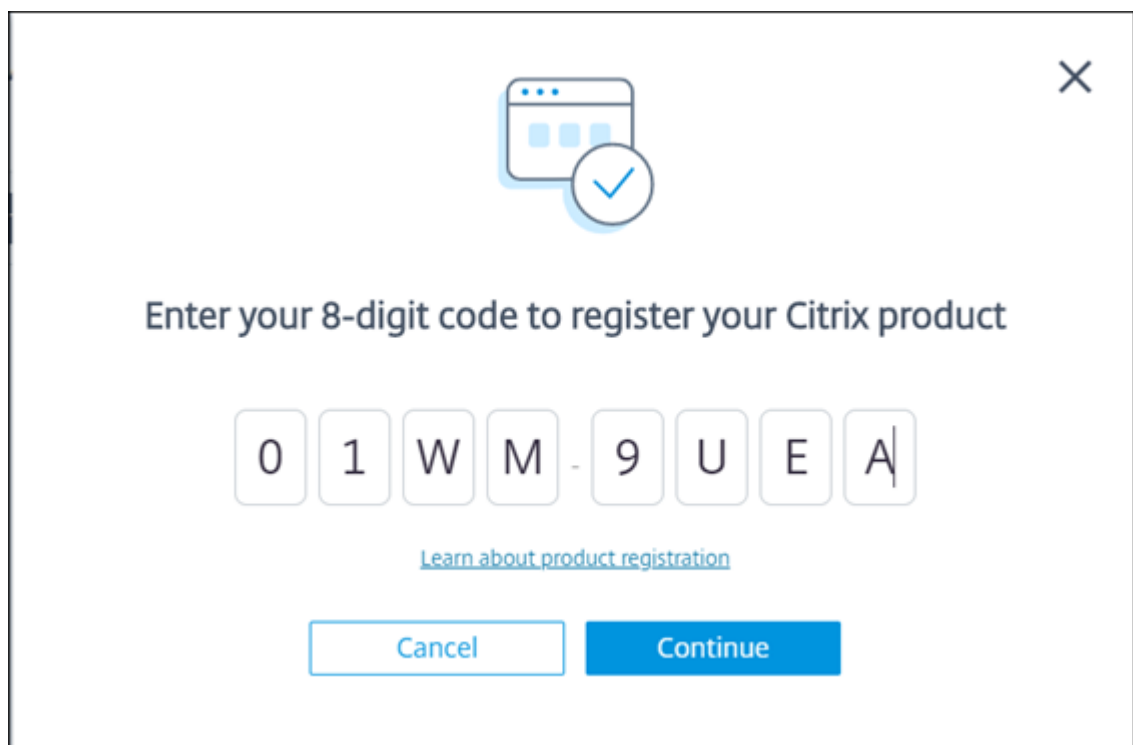 Enter your 8-digit code to register your Citrix product
0 1 W M - 9 U E A
Learn about product registration
Cancel Continue